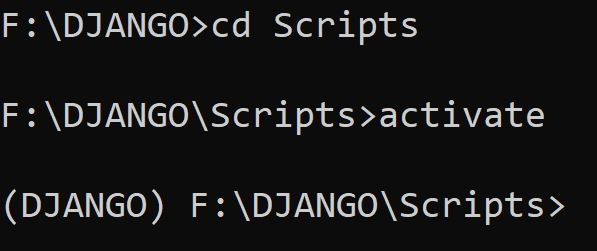 F:\DJANGO>cd Scripts
F:\DJANGO\Scripts>activate
(DJANGO) F:\DJANGO\Scripts>